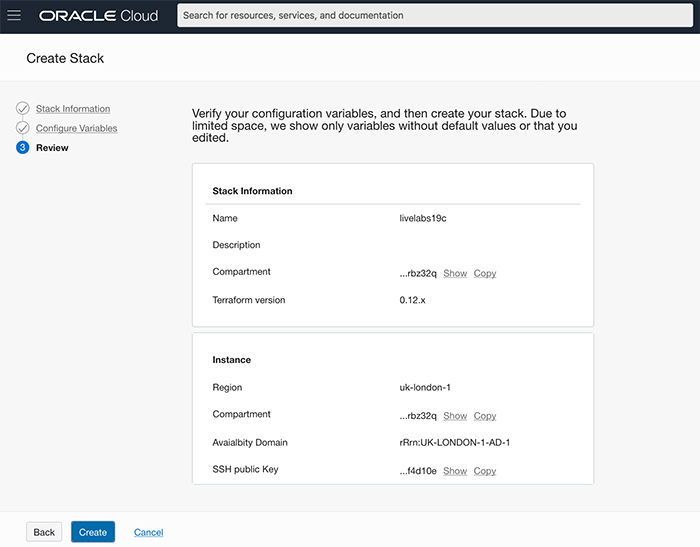 ORACLE Cloud
Search for resources, services, and documentation
Create Stack
Stack Information
Configure Variables
3 Review
Verify your configuration variables, and then create your stack. Due to
limited space, we show only variables without default values or that you
edited.
Stack Information
Name livelabs19c
Description
Compartment ...rbz32q Show Copy
Terraform version 0.12.x
Instance
Region uk-london-1
Compartment ...rbz32q Show Copy
Avaialbity Domain rRrn:UK-LONDON-1-AD-1
SSH public Key ...f4d10e Show Copy
Back Create Cancel